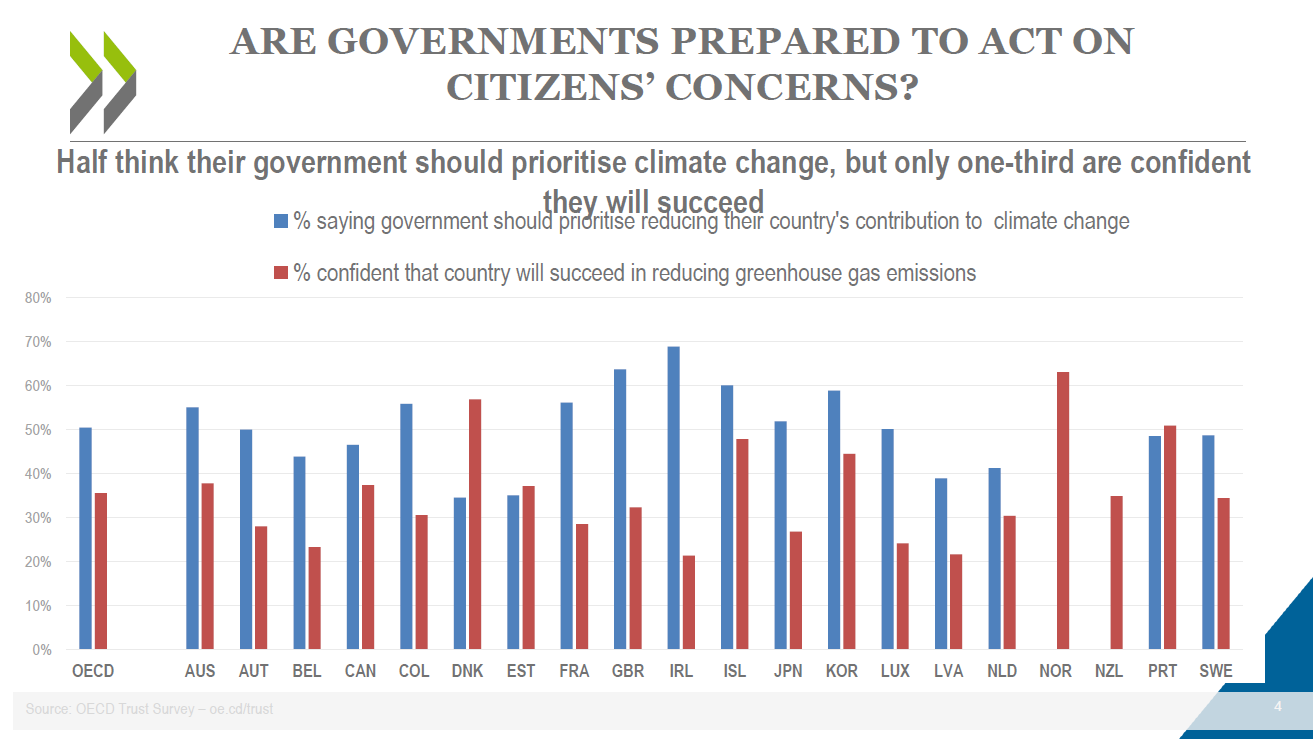 ARE GOVERNMENTS PREPARED TO ACT ON
CITIZENS’ CONCERNS?
Half think their government should prioritise climate change, but only one-third are confident
they will succeed
% saying government should prioritise reducing their country's contribution to  climate change
% confident that country will succeed in reducing greenhouse gas emissions
80%
70%
60%
50%
40%
30%
20%
10%
0%
OECD AUS AUT BEL CAN COL DNK EST FRA GBR IRL ISL JPN KOR LUX LVA NLD NOR NZL PRT SWE
Source: OECD Trust Survey – oe.cd/trust
4